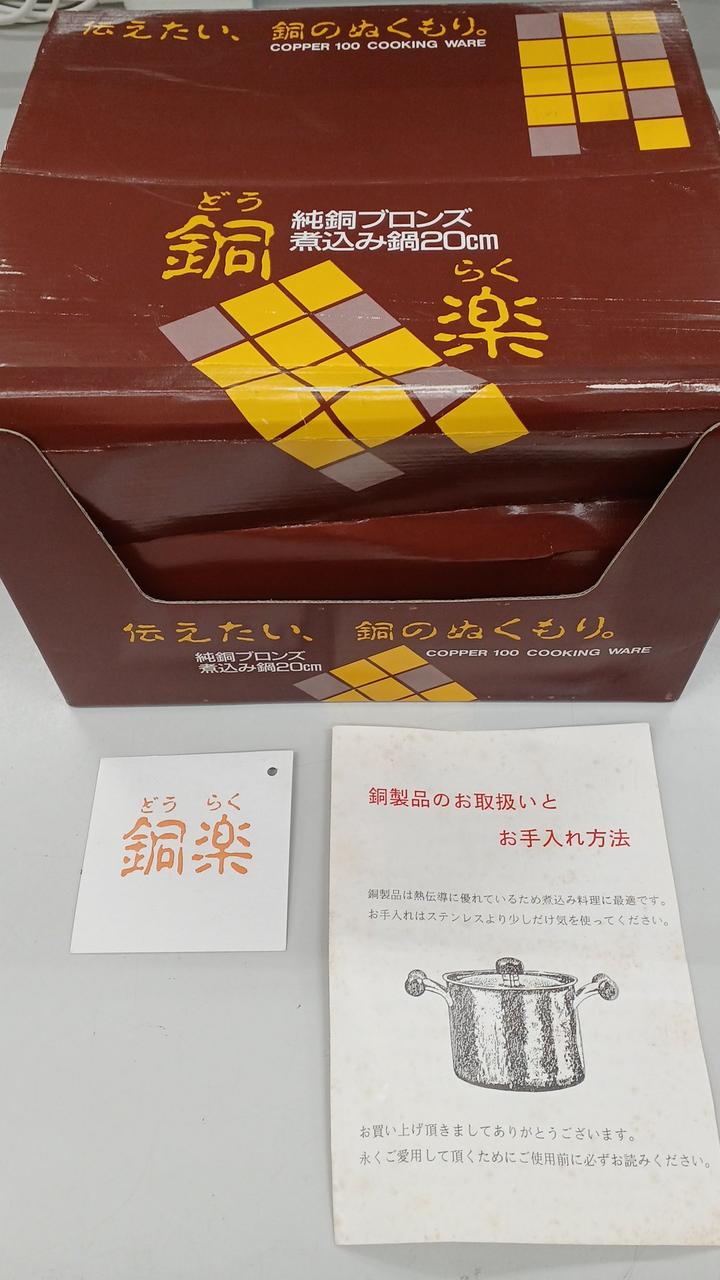 伝えたい、 銅のぬくもり。
COPPER 100 COOKING WARE
どう
銅
純銅ブロンズ
煮込み鍋20cm
らく
楽
伝えたい、 銅のぬくもり。
純銅ブロンズ
煮込み鍋20cm
COPPER 100 COOKING WARE
どう らく
銅楽
銅製品のお取扱いと
お手入れ方法
銅製品は熱伝導に優れているため煮込み料理に最適です。
お手入れはステンレスより少しだけ気を使ってください。
お買い上げ頂きましてありがとうございます。
永くご愛用して頂くためにご使用前に必ずお読みください。